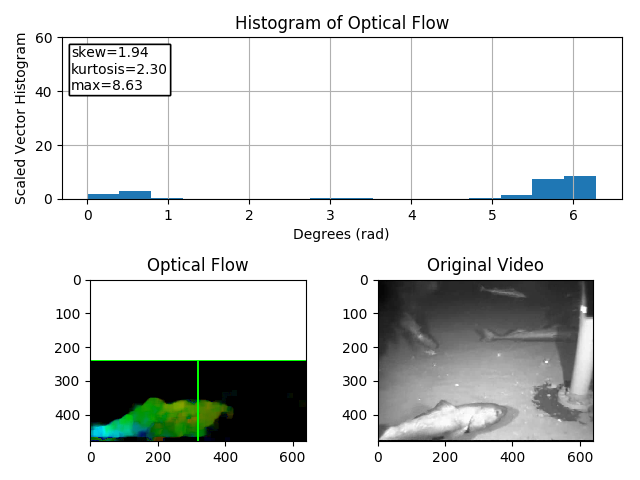 Histogram of Optical Flow
Scaled Vector Histogram
60
40
20
0
skew=1.94
kurtosis=2.30
max=8.63
0 1 2 3 4 5 6
Degrees (rad)
Optical Flow
0
100
200
300
400
0 200 400 600
Original Video
0
100
200
300
400
0 200 400 600